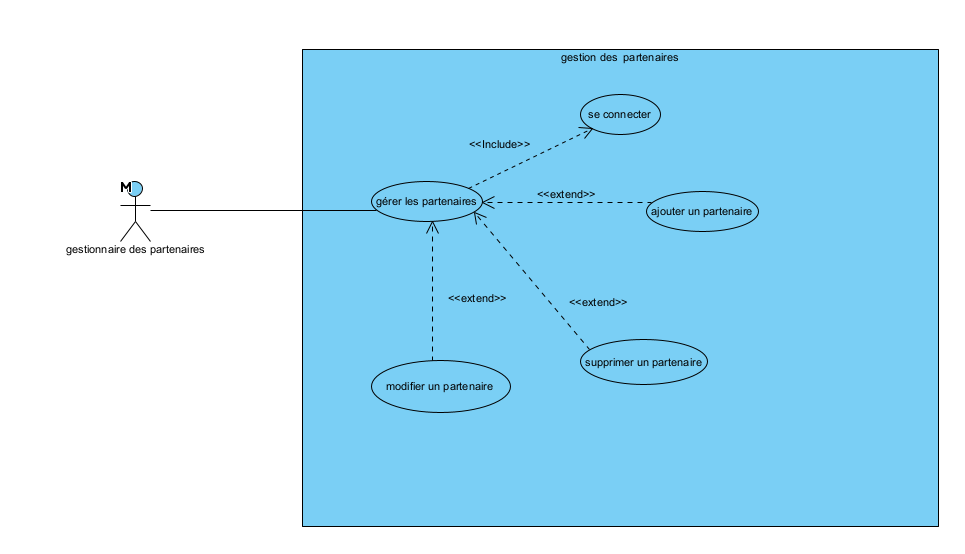 gestion des partenaires
se connecter
<<Include>>
M
<<extend>>
gérer les partenaires
ajouter un partenaire
gestionnaire des partenaires
<<extend>>
<<extend>>
supprimer un partenaire
modifier un partenaire